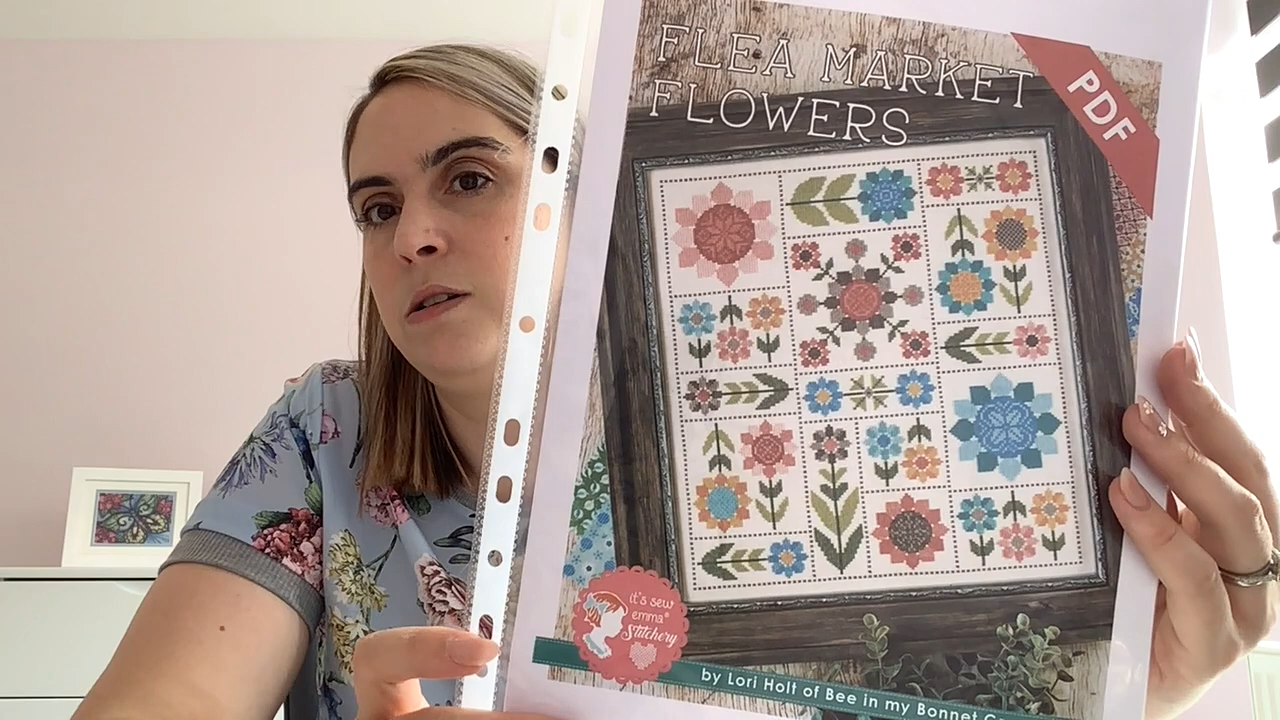 FLEA MARKET
FLOWERS
PDF
it's sew
emma®
Stitchery
by Lori Holt of Bee in my Bonnet